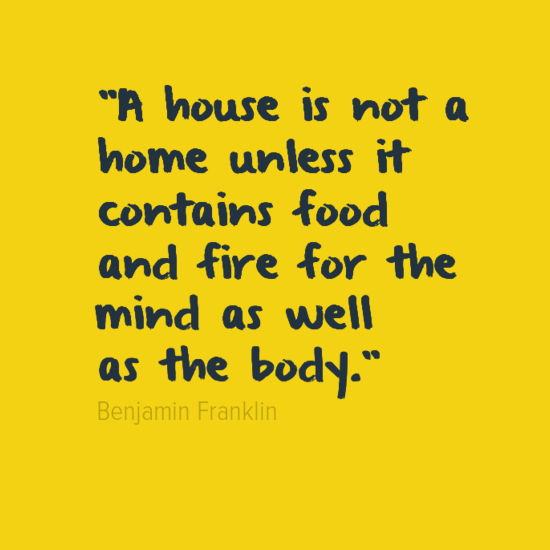 "A house is not a
home unless it
contains food
and fire for the
mind as well
as the body."
Benjamin Franklin